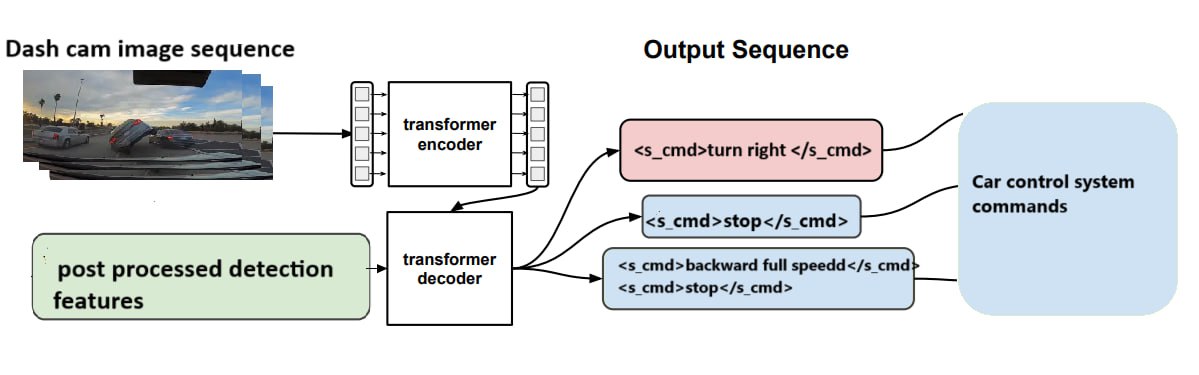 Dash cam image sequence
Output Sequence
transformer
encoder
<s_cmd>turn right </s_cmd>
Car control system
commands
<s_cmd>stop</s_cmd>
post processed detection
features
transformer
decoder
<s_cmd>backward full speedd</s_cmd>
<s_cmd>stop</s_cmd>